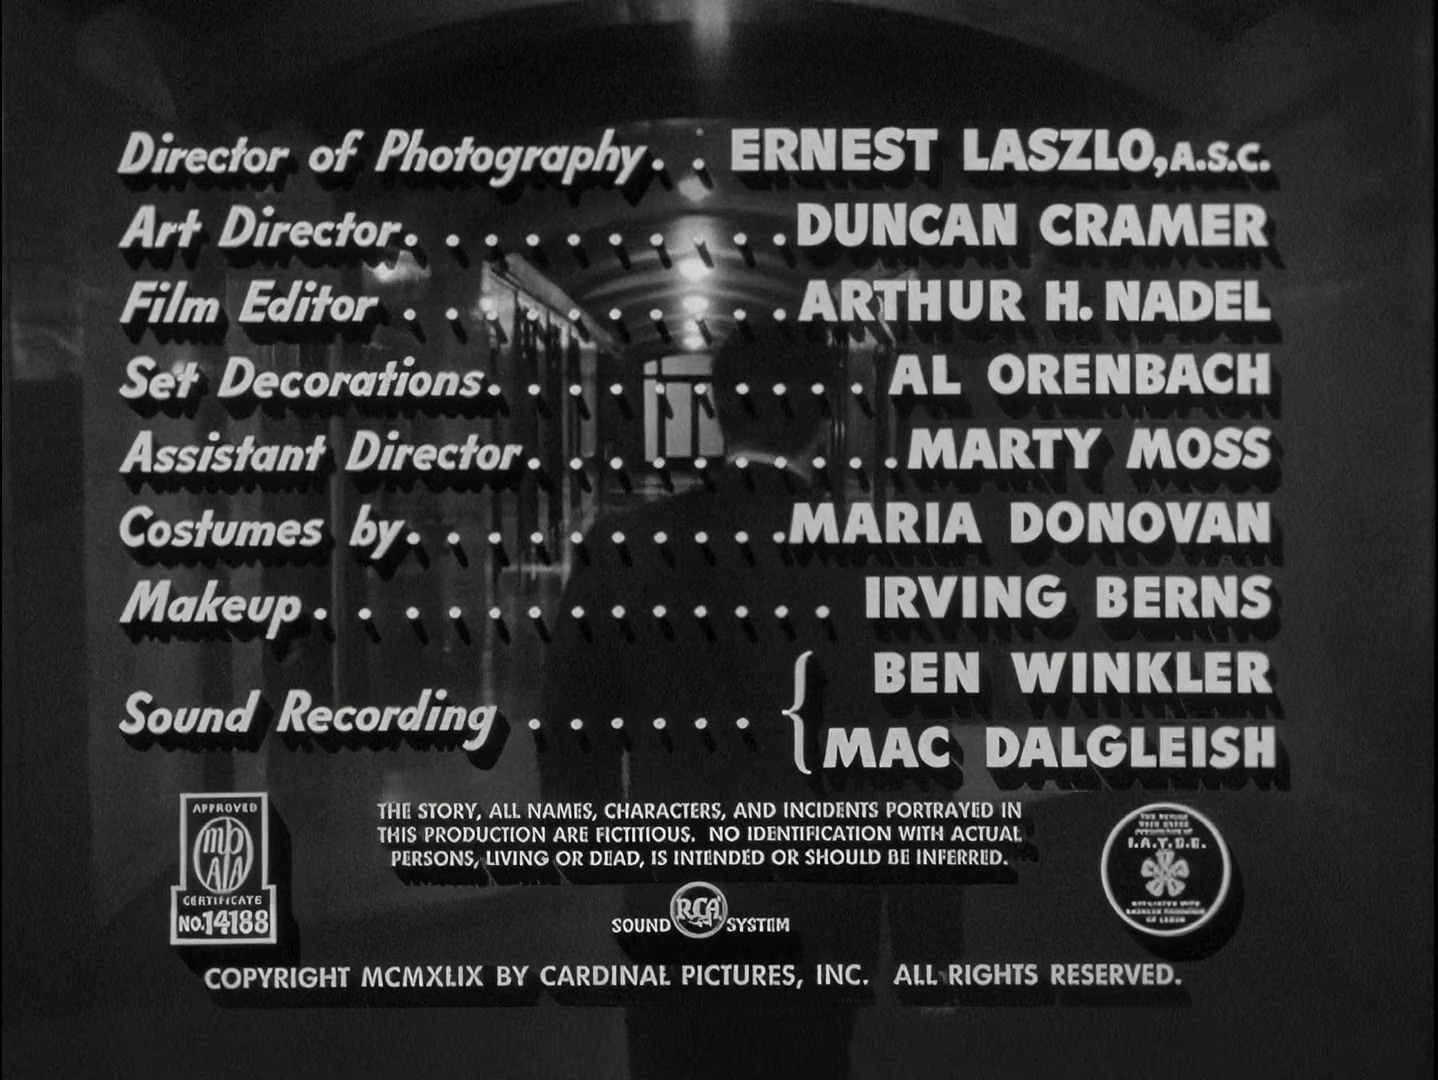 Director of Photography. . ERNEST LASZLO, A.S.C.
Art Director. . . . . . . . . . DUNCAN CRAMER
Film Editor . . . . . . . . . . ARTHUR H. NADEL
Set Decorations. . . . . . . . . . AL ORENBACH
Assistant Director. . . . . . . . . . MARTY MOSS
Costumes by. . . . . . . . . . MARIA DONOVAN
Makeup. . . . . . . . . . . . . IRVING BERNS
Sound Recording . . . . . . { BEN WINKLER
MAC DALGLEISH
APPROVED
MPAA
CERTIFICATE
No. 14188
THE STORY, ALL NAMES, CHARACTERS, AND INCIDENTS PORTRAYED IN
THIS PRODUCTION ARE FICTITIOUS. NO IDENTIFICATION WITH ACTUAL
PERSONS, LIVING OR DEAD, IS INTENDED OR SHOULD BE INFERRED.
I.A.T.S.E.
SOUND RCA SYSTEM
COPYRIGHT MCMXLIX BY CARDINAL PICTURES, INC. ALL RIGHTS RESERVED.